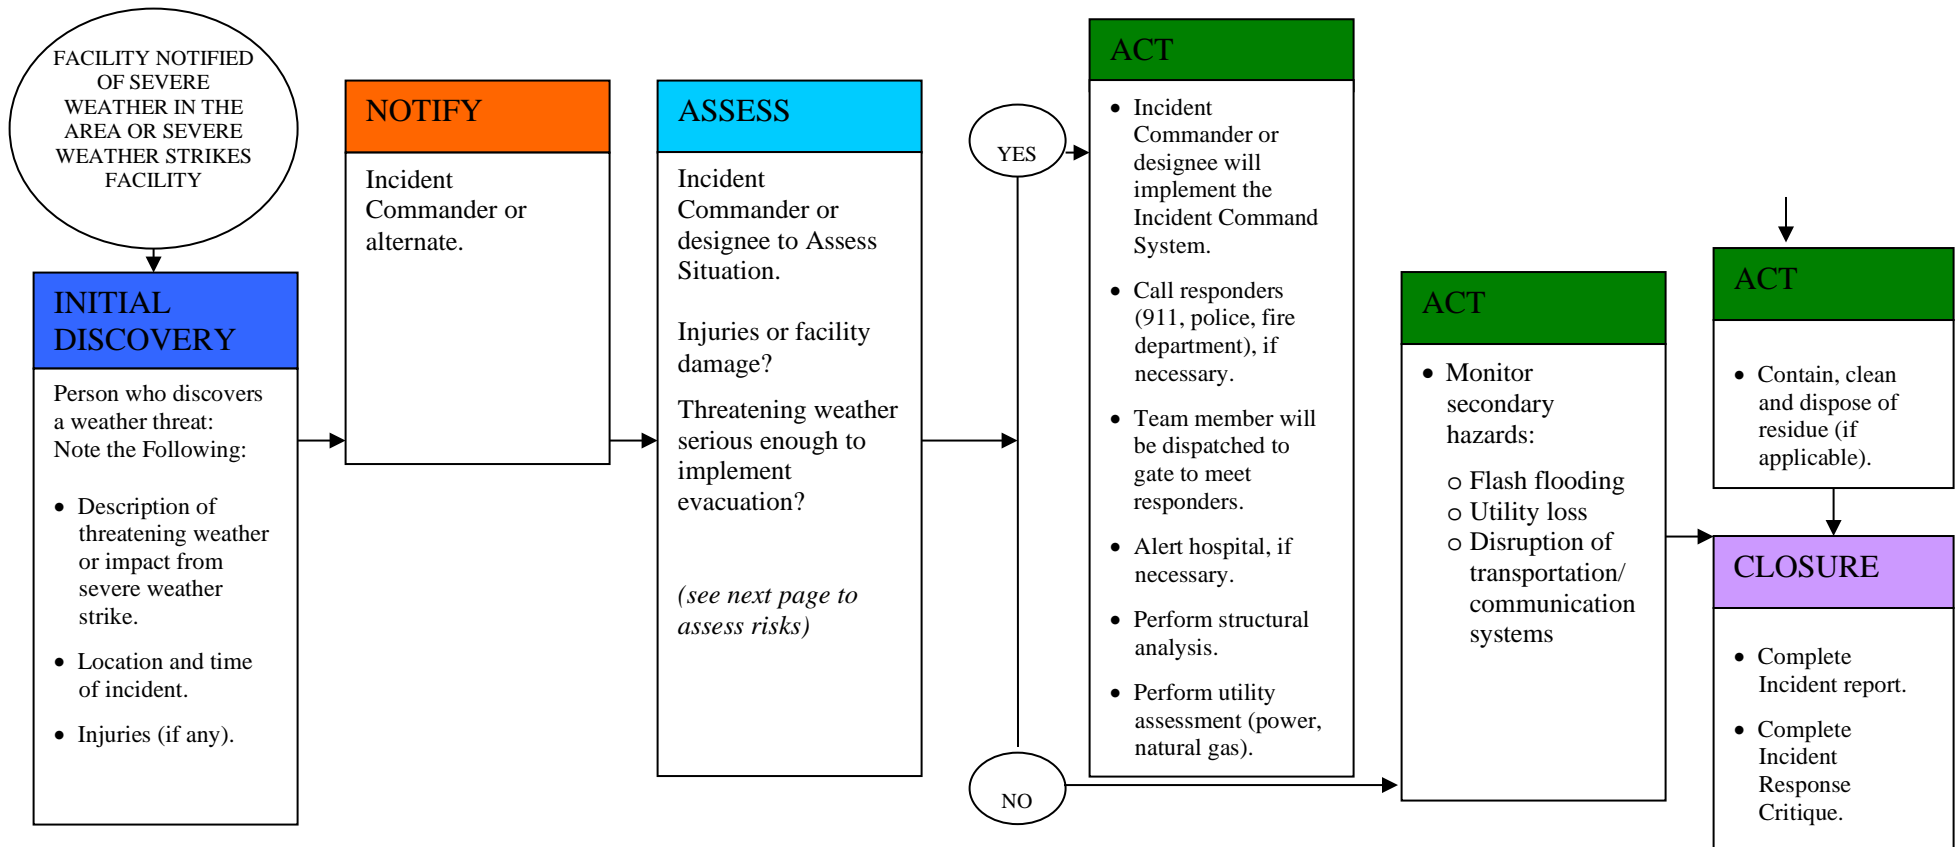 FACILITY NOTIFIED
OF SEVERE
WEATHER IN THE
AREA OR SEVERE
WEATHER STRIKES
FACILITY
INITIAL
DISCOVERY
Person who discovers
a weather threat:
Note the Following:
• Description of
threatening weather
or impact from
severe weather
strike.
• Location and time
of incident.
• Injuries (if any).
NOTIFY
Incident
Commander or
alternate.
ASSESS
Incident
Commander or
designee to Assess
Situation.
Injuries or facility
damage?
Threatening weather
serious enough to
implement
evacuation?
(see next page to
assess risks)
YES
NO
ACT
• Incident
Commander or
designee will
implement the
Incident Command
System.
• Call responders
(911, police, fire
department), if
necessary.
• Team member will
be dispatched to
gate to meet
responders.
• Alert hospital, if
necessary.
• Perform structural
analysis.
• Perform utility
assessment (power,
natural gas).
ACT
• Monitor
secondary
hazards:
o Flash flooding
o Utility loss
o Disruption of
transportation/
communication
systems
ACT
• Contain, clean
and dispose of
residue (if
applicable).
CLOSURE
• Complete
Incident report.
• Complete
Incident
Response
Critique.